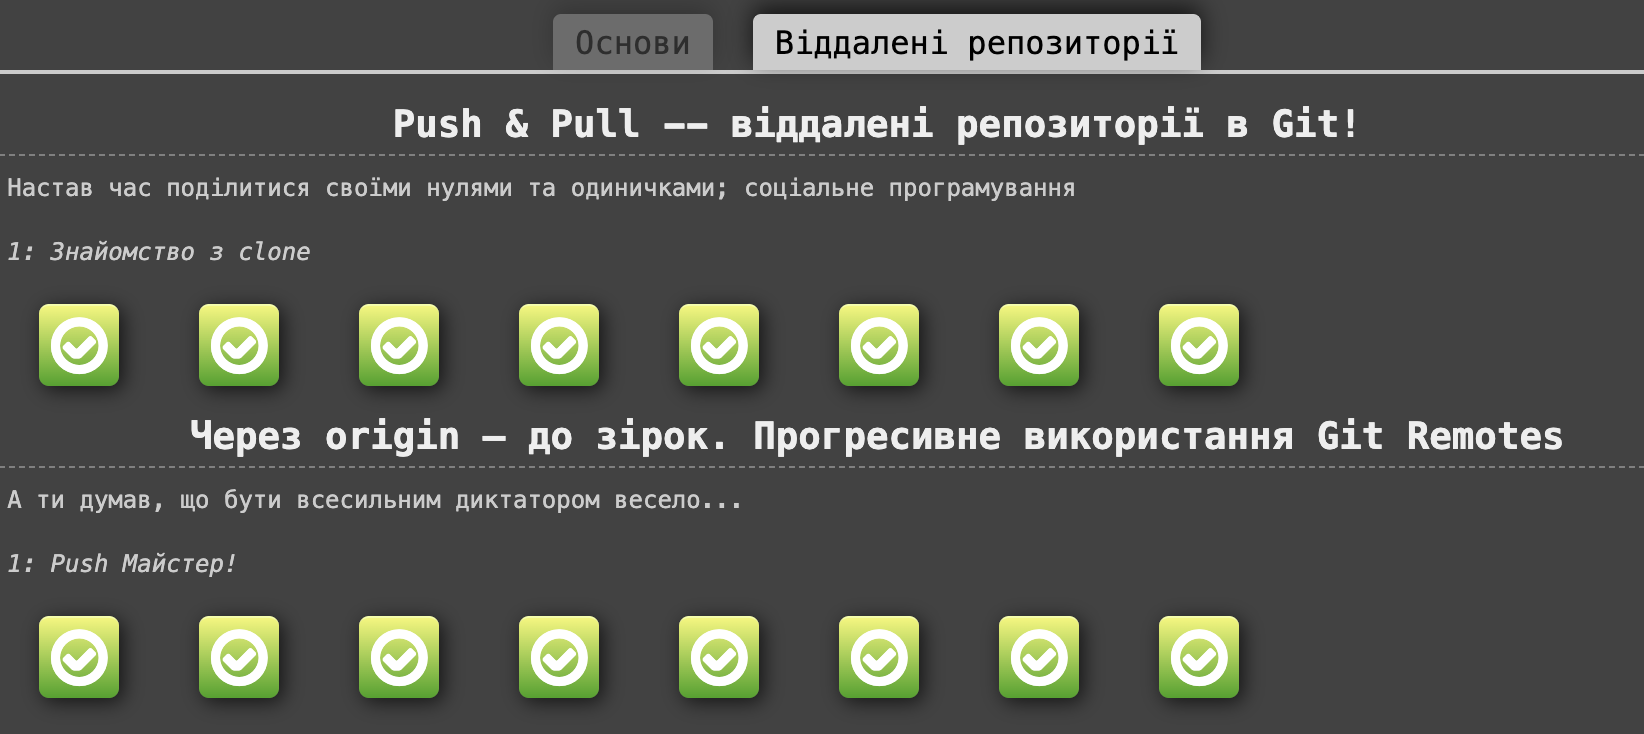 Основи
Віддалені репозиторії
Push & Pull -- віддалені репозиторії в Git!
Настав час поділитися своїми нулями та одиничками; соціальне програмування
1: Знайомство з clone
Через origin – до зірок. Прогресивне використання Git Remotes
А ти думав, що бути всесильним диктатором весело...
1: Push Майстер!